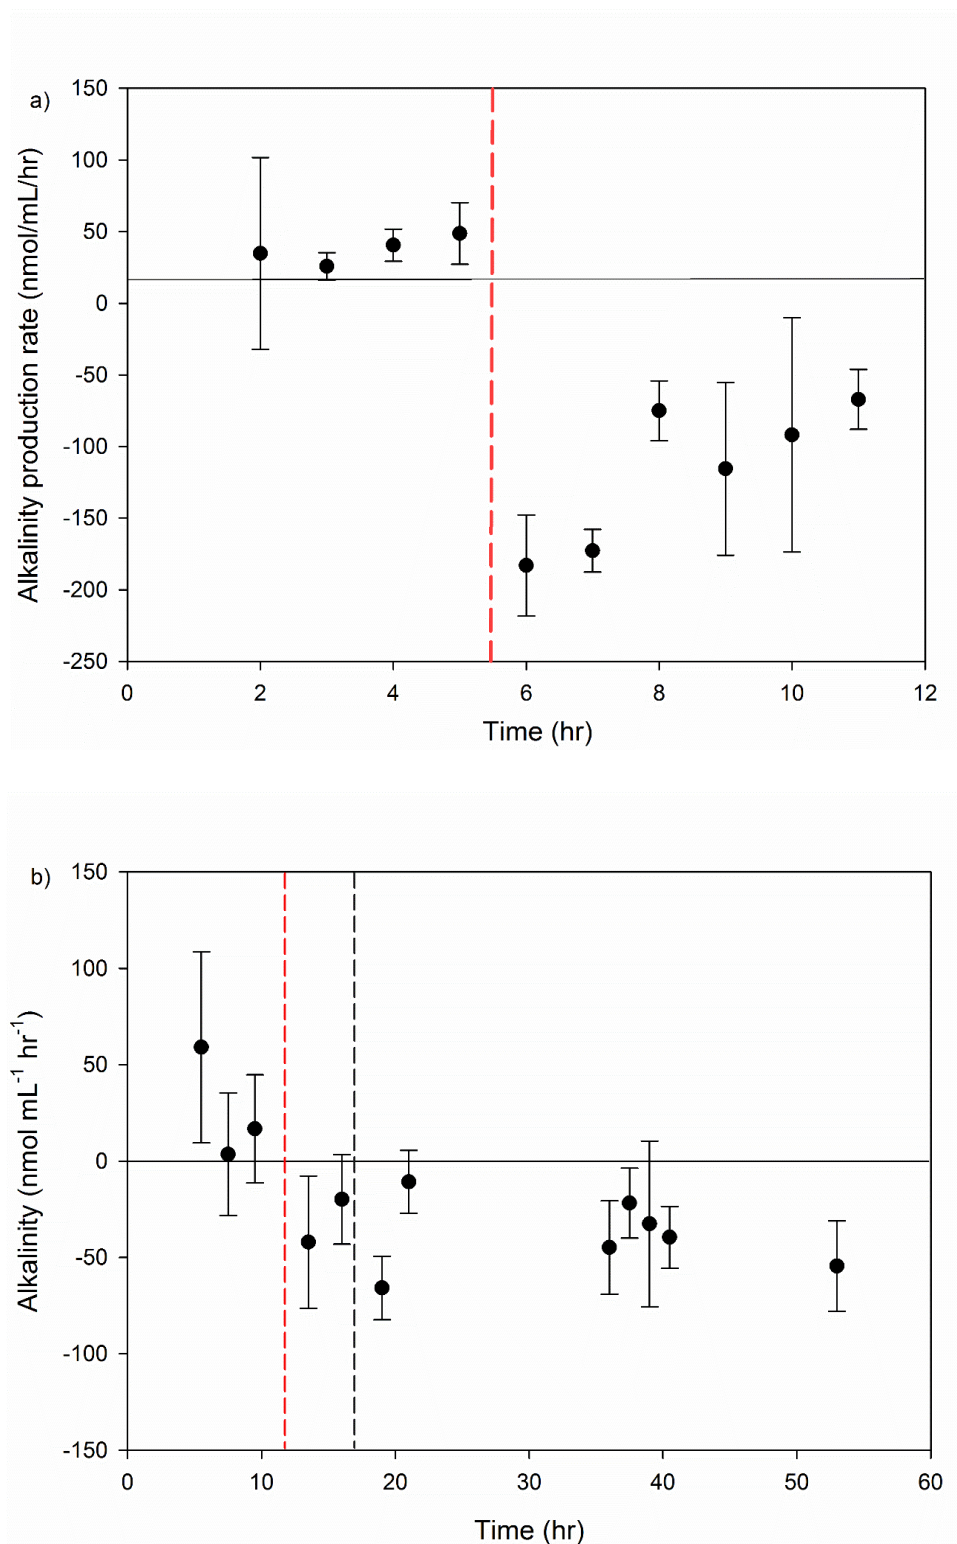 a)
Alkalinity production rate (nmol/mL/hr)
150
100
50
0
-50
-100
-150
-200
-250
0 2 4 6 8 10 12
Time (hr)
b)
Alkalinity (nmol mL⁻¹ hr⁻¹)
150
100
50
0
-50
-100
-150
0 10 20 30 40 50 60
Time (hr)